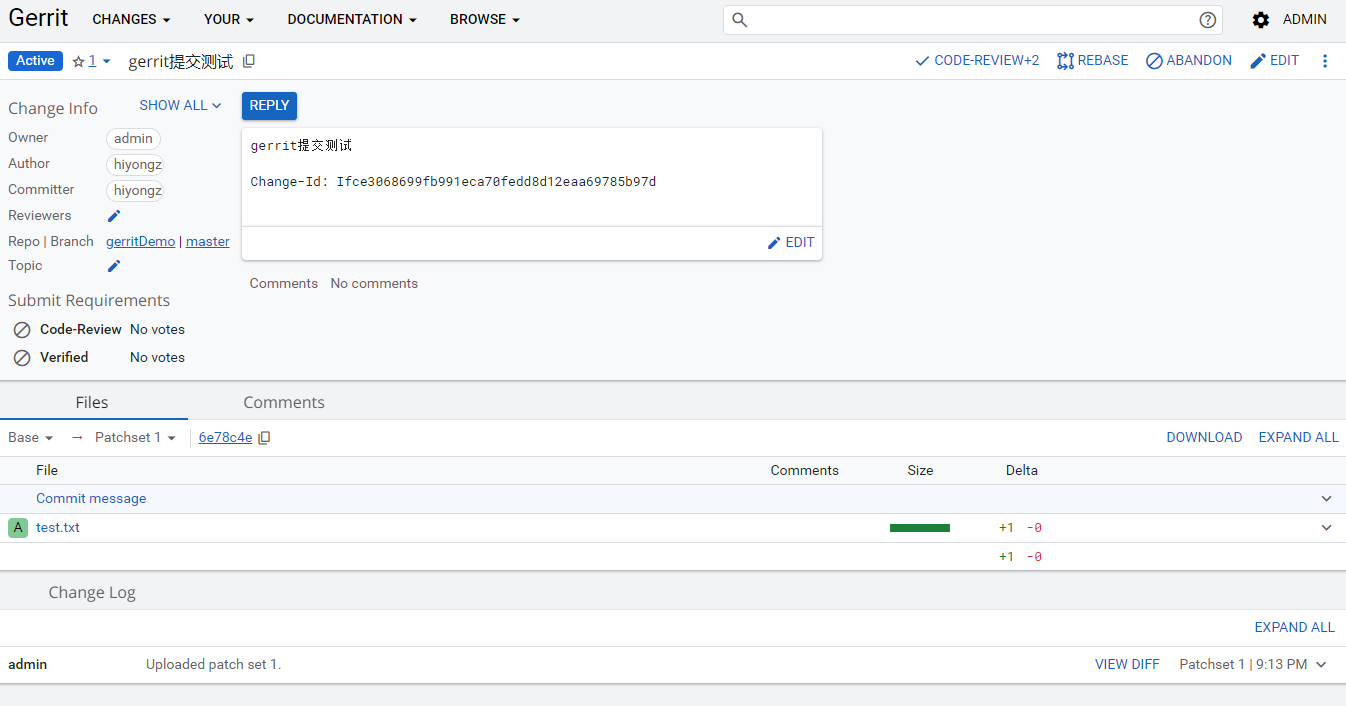 Gerrit CHANGES YOUR DOCUMENTATION BROWSE ADMIN
Active 1 gerrit提交测试 CODE-REVIEW+2 REBASE ABANDON EDIT
Change Info SHOW ALL REPLY
Owner admin
Author hiyongz
Committer hiyongz
Reviewers
Repo | Branch gerritDemo | master
Topic
gerrit提交测试
Change-Id: Ifce3068699fb991eca70fedd8d12eaa69785b97d
EDIT
Comments No comments
Submit Requirements
Code-Review No votes
Verified No votes
Files Comments
Base → Patchset 1 6e78c4e DOWNLOAD EXPAND ALL
File Comments Size Delta
Commit message
A test.txt +1 -0
+1 -0
Change Log
EXPAND ALL
admin Uploaded patch set 1. VIEW DIFF Patchset 1 | 9:13 PM